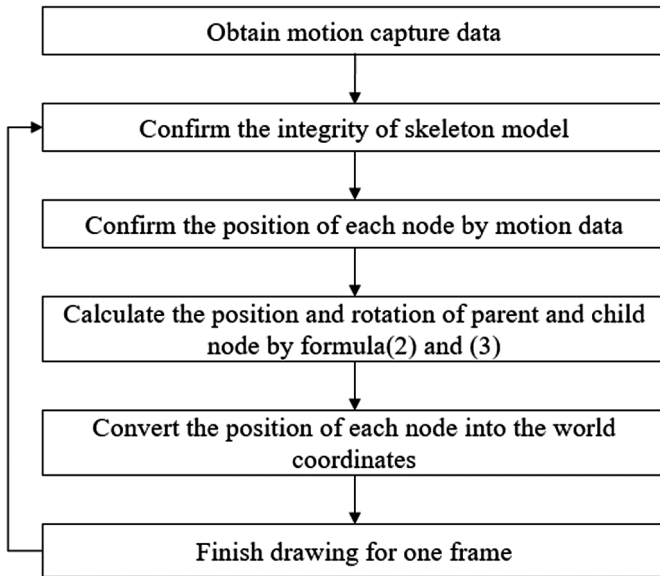 Obtain motion capture data
Confirm the integrity of skeleton model
Confirm the position of each node by motion data
Calculate the position and rotation of parent and child
node by formula(2) and (3)
Convert the position of each node into the world
coordinates
Finish drawing for one frame